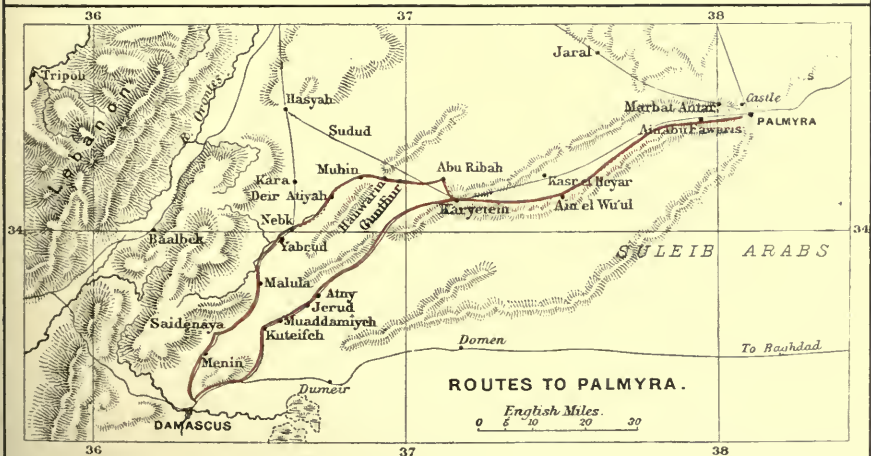 36
37
38
Tripoli
Lebanon
R. Orontes
Hasyah
Sudud
Jaral
Marbat Antar
Castle
PALMYRA
Ain Abu Fawaris
Muhin
Abu Ribah
Kasr el Heyar
Kara
Deir Atiyah
Hauwarin
Gunthur
Karyetein
Ain el Wu'ul
Nebk
34
Baalbek
Yabrud
34
SULEIB ARABS
Malula
Atny
Jerud
Saidenaya
Muaddamiyeh
Kuteifeh
Domen
To Baghdad
Menin
Dumeir
ROUTES TO PALMYRA.
English Miles.
0 5 10 20 30
DAMASCUS
36
37
38